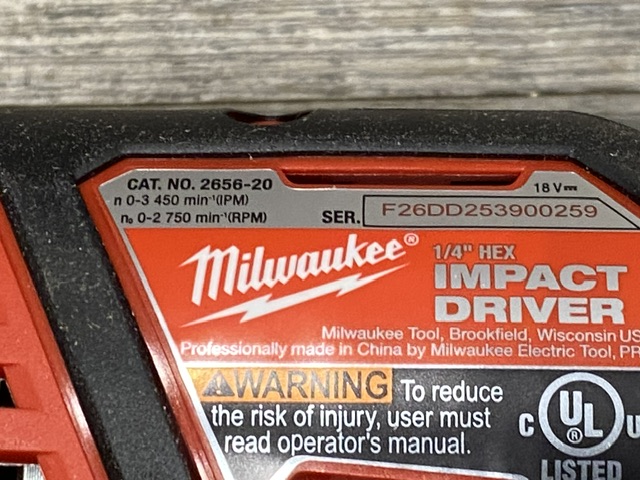 CAT. NO. 2656-20
18 V⎓
n 0-3 450 min⁻¹(IPM)
n₀ 0-2 750 min⁻¹(RPM)
SER. F26DD253900259
Milwaukee®
1/4" HEX
IMPACT
DRIVER
Milwaukee Tool, Brookfield, Wisconsin US
Professionally made in China by Milwaukee Electric Tool, PR
WARNING To reduce
the risk of injury, user must
read operator's manual.
C UL® U
LISTED